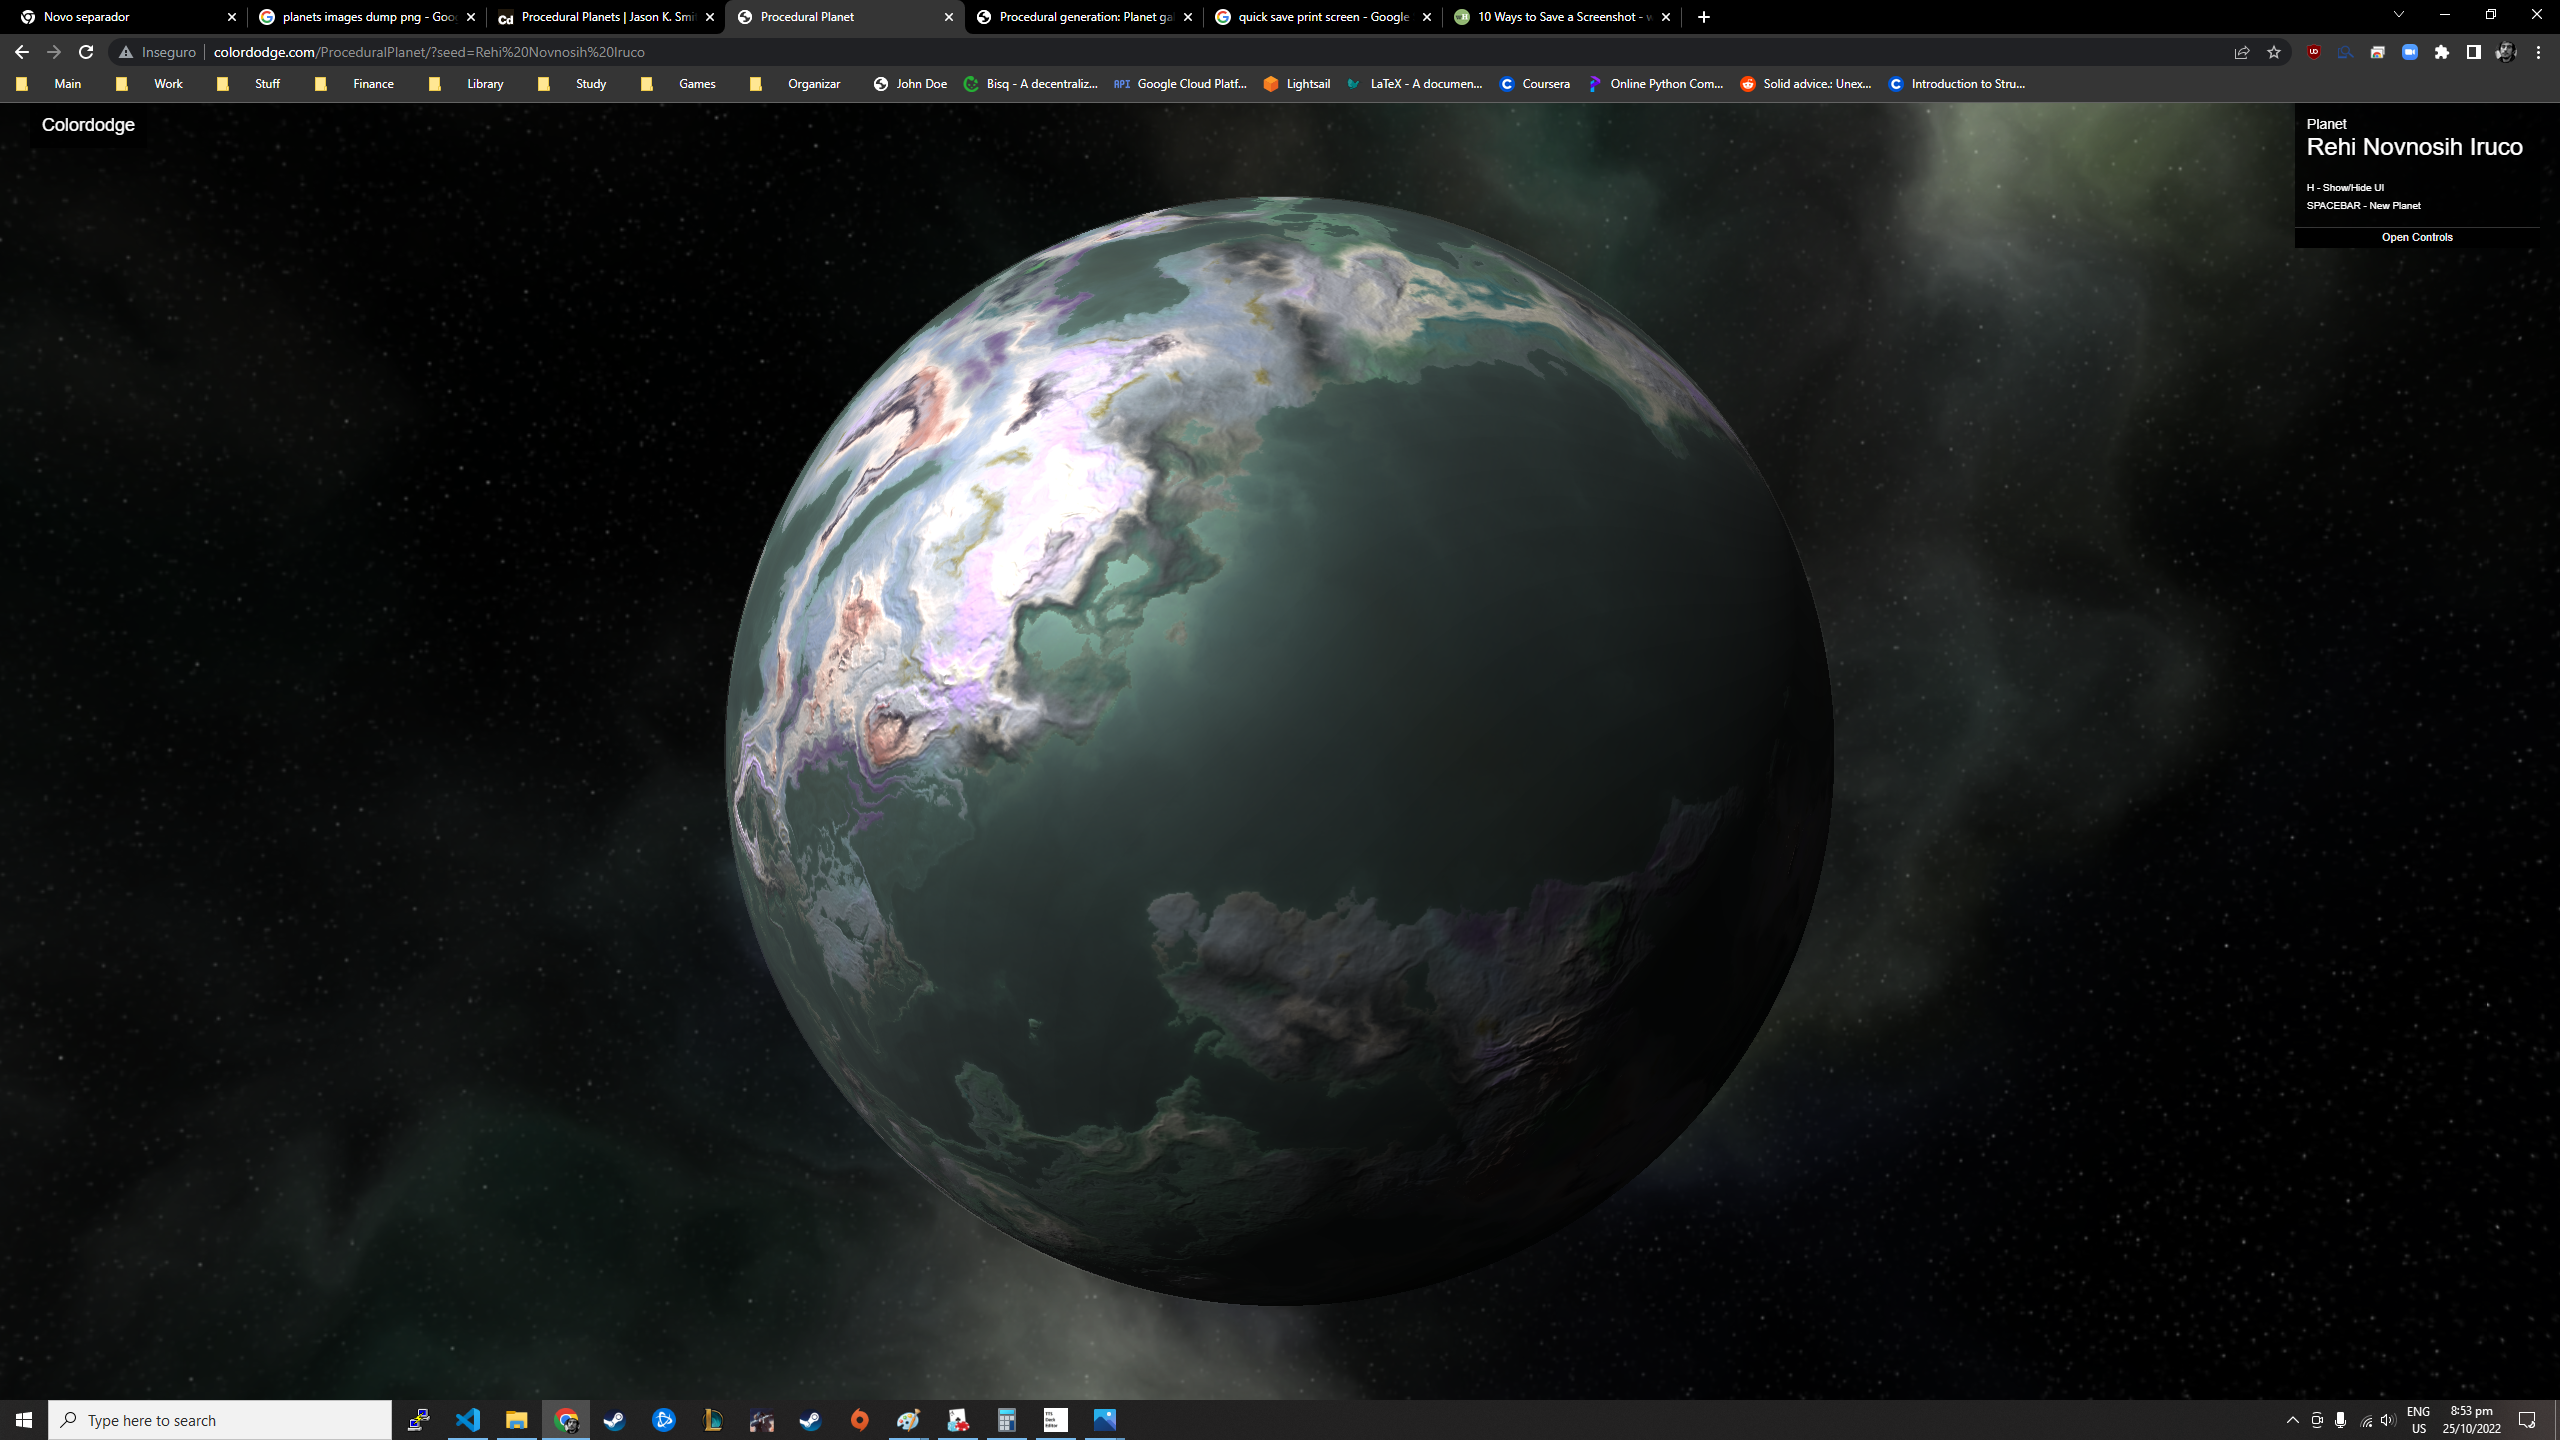 Novo separador
planets images dump png - Goo
Procedural Planets | Jason K. Smi
Procedural Planet
Procedural generation: Planet ga
quick save print screen - Google
10 Ways to Save a Screenshot - w
Inseguro
colordodge.com/ProceduralPlanet/?seed=Rehi%20Novnosih%20Iruco
Main
Work
Stuff
Finance
Library
Study
Games
Organizar
John Doe
Bisq - A decentraliz...
API
Google Cloud Platf...
Lightsail
LaTeX - A documen...
Coursera
Online Python Com...
Solid advice.: Unex...
Introduction to Stru...
Colordodge
Planet
Rehi Novnosih Iruco
H - Show/Hide UI
SPACEBAR - New Planet
Open Controls
Type here to search
TTS
Deck
Editor
ENG
US
8:53 pm
25/10/2022